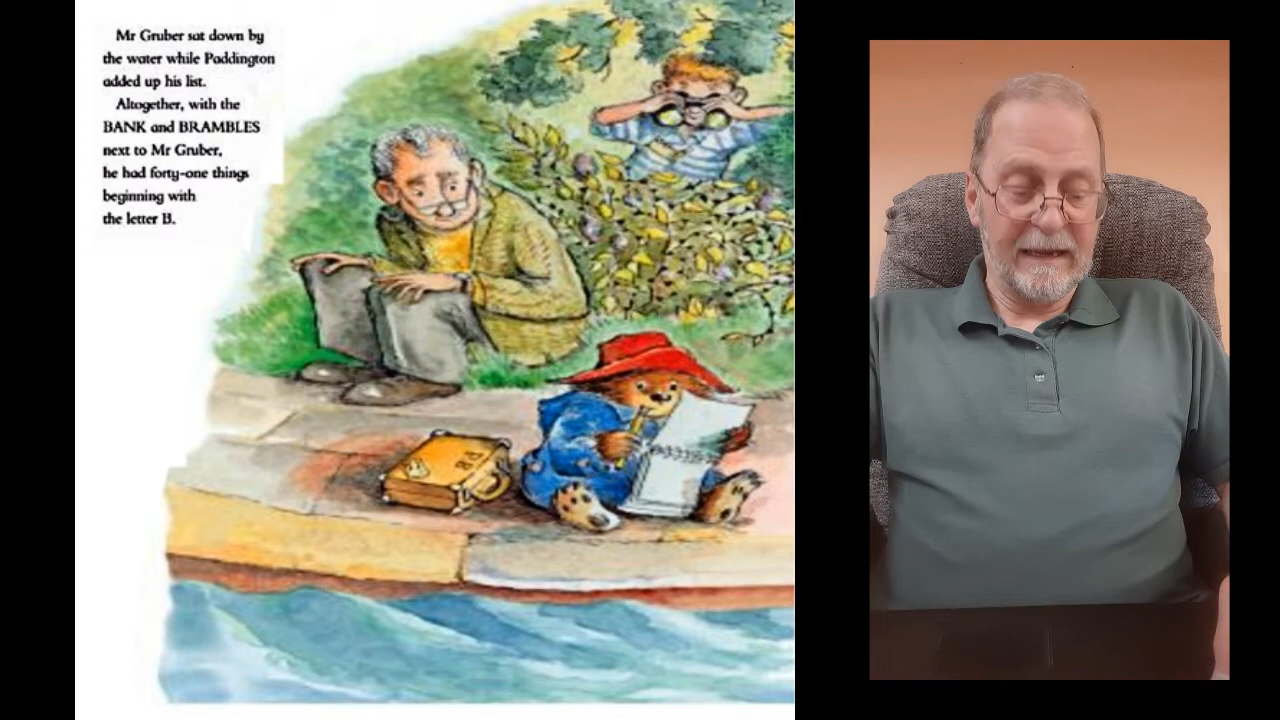 Mr Gruber sat down by
the water while Paddington
added up his list.
Altogether, with the
BANK and BRAMBLES
next to Mr Gruber,
he had forty-one things
beginning with
the letter B.